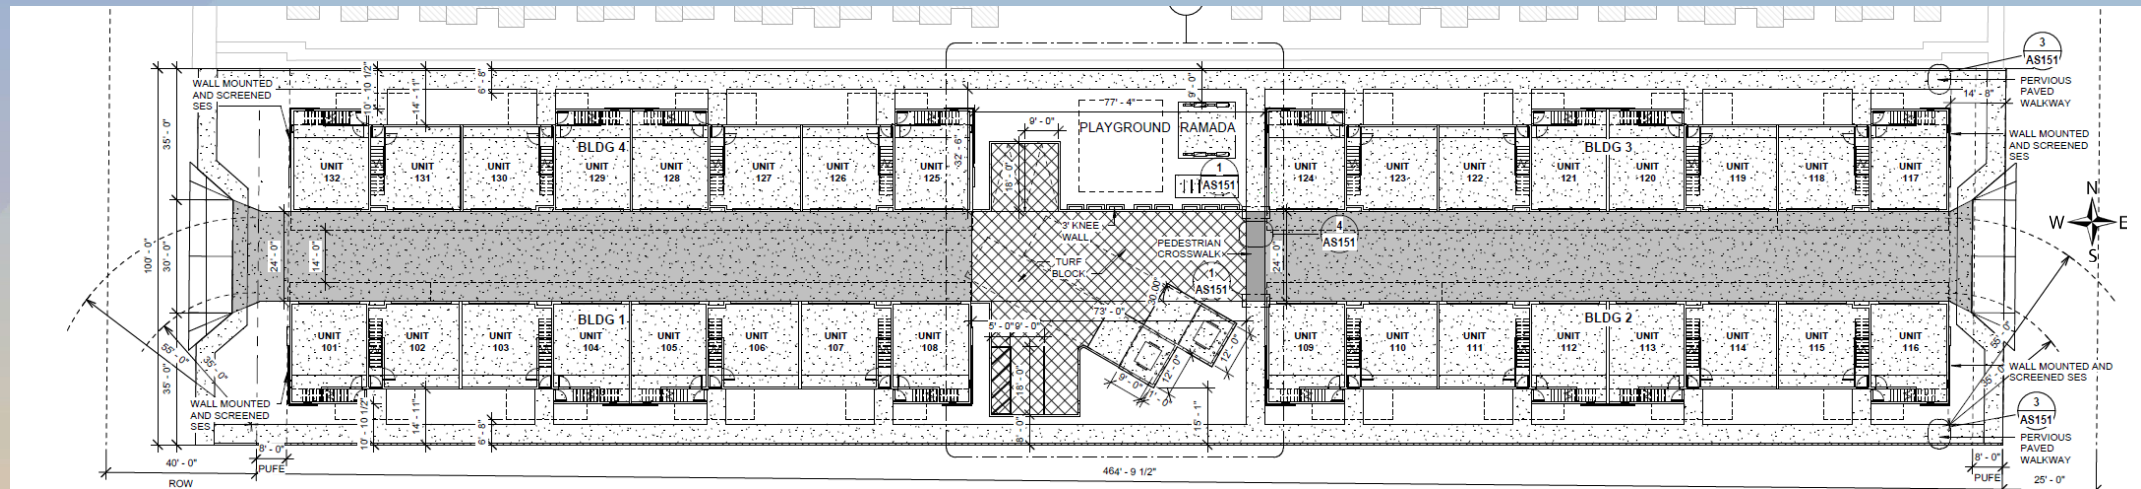 3
AS151
PERVIOUS
PAVED
WALKWAY
14' - 8"
WALL MOUNTED
AND SCREENED
SES
WALL MOUNTED
AND SCREENED
SES
35' - 0"
10' - 10 1/2"
14' - 11"
6' - 8"
9' - 0"
77' - 4"
PLAYGROUND
RAMADA
9' - 0"
32' - 6"
18' - 0"
1
AS151
BLDG 4
BLDG 3
UNIT
132
UNIT
131
UNIT
130
UNIT
129
UNIT
128
UNIT
127
UNIT
126
UNIT
125
UNIT
124
UNIT
123
UNIT
122
UNIT
121
UNIT
120
UNIT
119
UNIT
118
UNIT
117
N
W
E
S
100' - 0"
30' - 0"
24' - 0"
14' - 0"
3' KNEE
WALL
TURF
BLOCK
PEDESTRIAN
CROSSWALK
4
AS151
1
AS151
24' - 0"
30.00°
73' - 0"
5' - 0"
9' - 0"
BLDG 1
BLDG 2
UNIT
101
UNIT
102
UNIT
103
UNIT
104
UNIT
105
UNIT
106
UNIT
107
UNIT
108
UNIT
109
UNIT
110
UNIT
111
UNIT
112
UNIT
113
UNIT
114
UNIT
115
UNIT
116
55' - 0"
35' - 0"
35' - 0"
18' - 0"
9' - 0"
12' - 0"
12' - 0"
55' - 0"
WALL MOUNTED AND
SCREENED SES
WALL MOUNTED
AND SCREENED
SES
10' - 10 1/2"
14' - 11"
6' - 8"
15' - 1"
3
AS151
PERVIOUS
PAVED
WALKWAY
40' - 0"
ROW
8' - 0"
PUFE
464' - 9 1/2"
8' - 0"
PUFE
25' - 0"